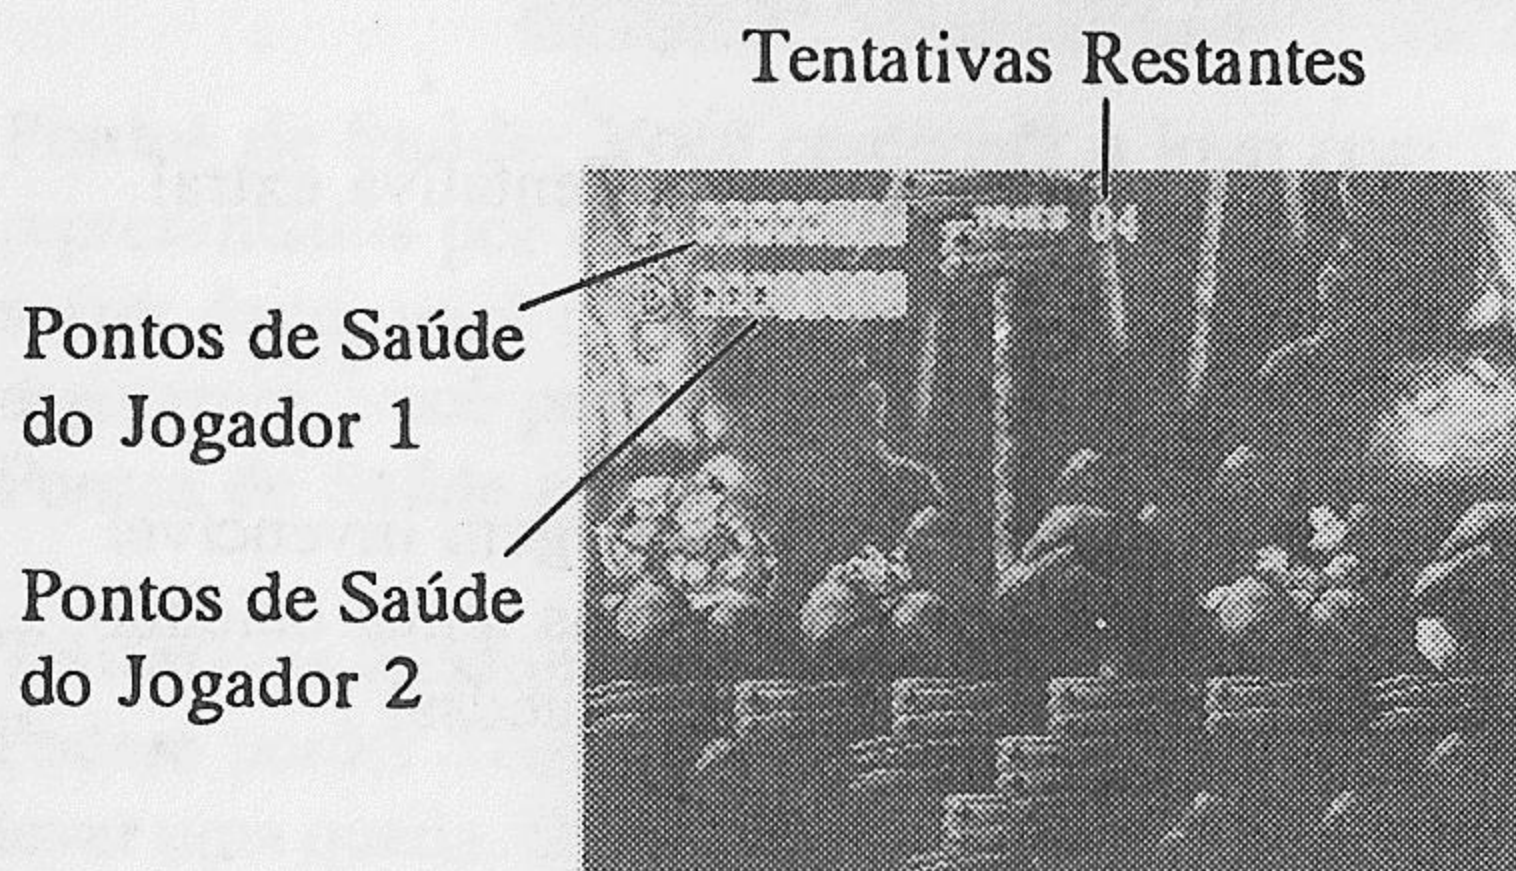 Tentativas Restantes
04
Pontos de Saúde
do Jogador 1
Pontos de Saúde
do Jogador 2